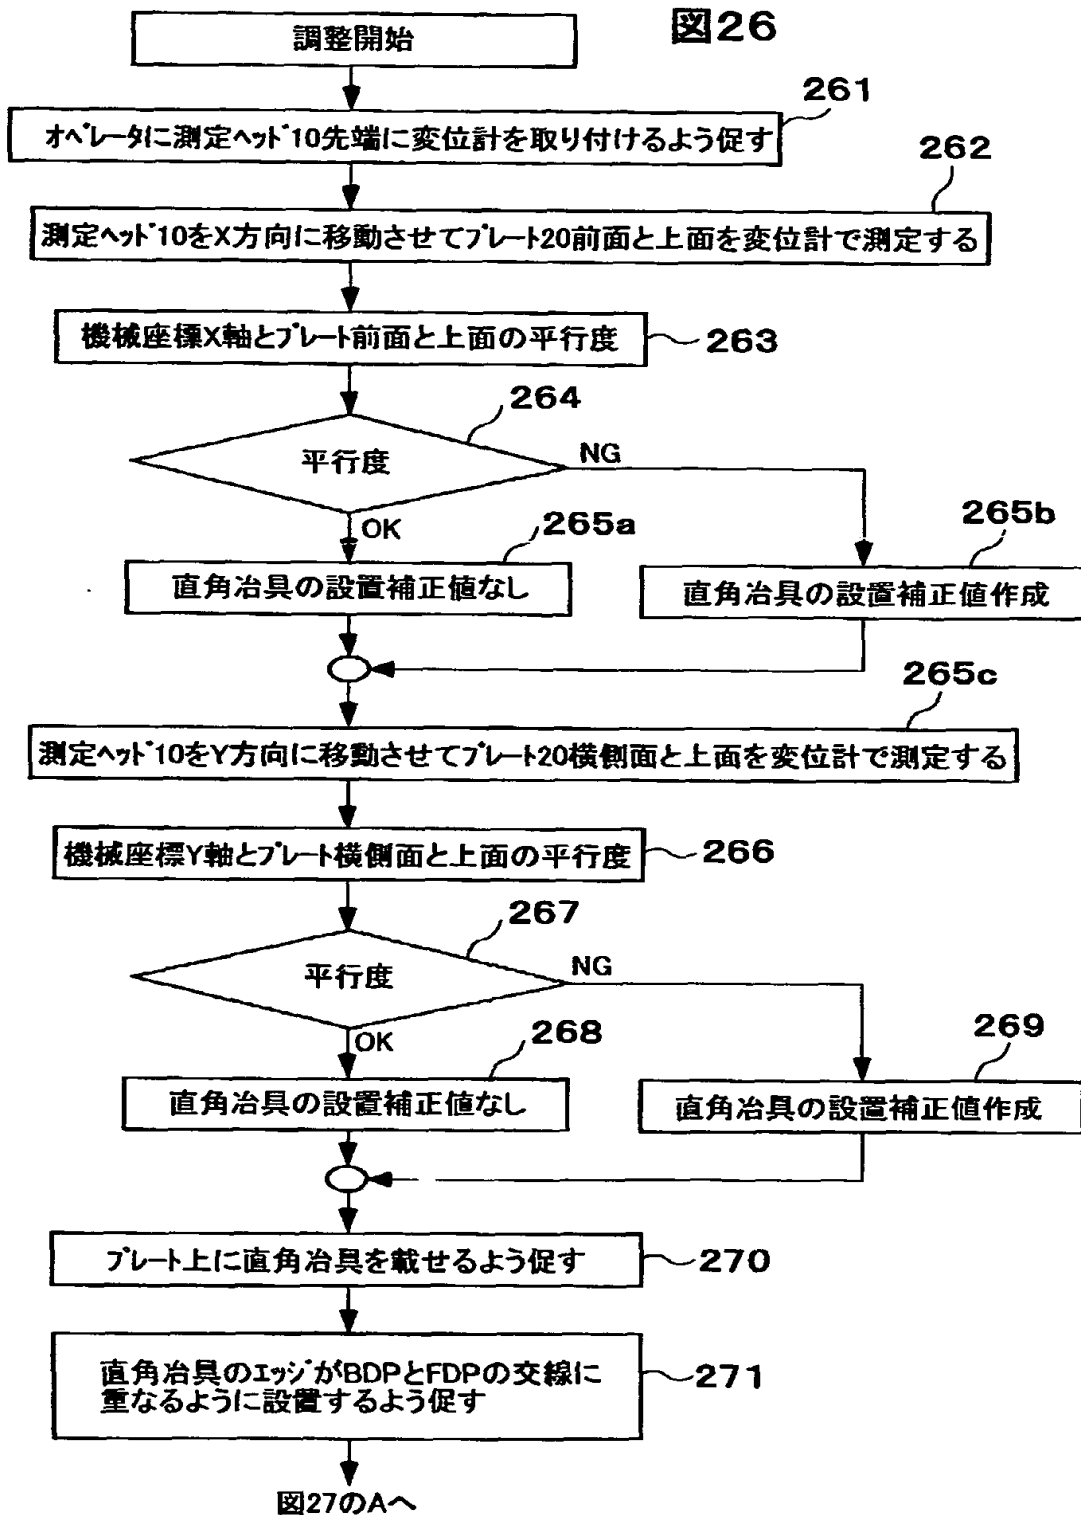 図26
調整開始
261
オペレータに測定ヘッド10先端に変位計を取り付けるよう促す
262
測定ヘッド10をX方向に移動させてプレート20前面と上面を変位計で測定する
機械座標X軸とプレート前面と上面の平行度
263
264
平行度
NG
OK
265a
265b
直角冶具の設置補正値なし
直角冶具の設置補正値作成
265c
測定ヘッド10をY方向に移動させてプレート20横側面と上面を変位計で測定する
機械座標Y軸とプレート横側面と上面の平行度
266
267
平行度
NG
OK
268
269
直角冶具の設置補正値なし
直角冶具の設置補正値作成
プレート上に直角冶具を載せるよう促す
270
直角冶具のエッジがBDPとFDPの交線に
重なるように設置するよう促す
271
図27のAへ